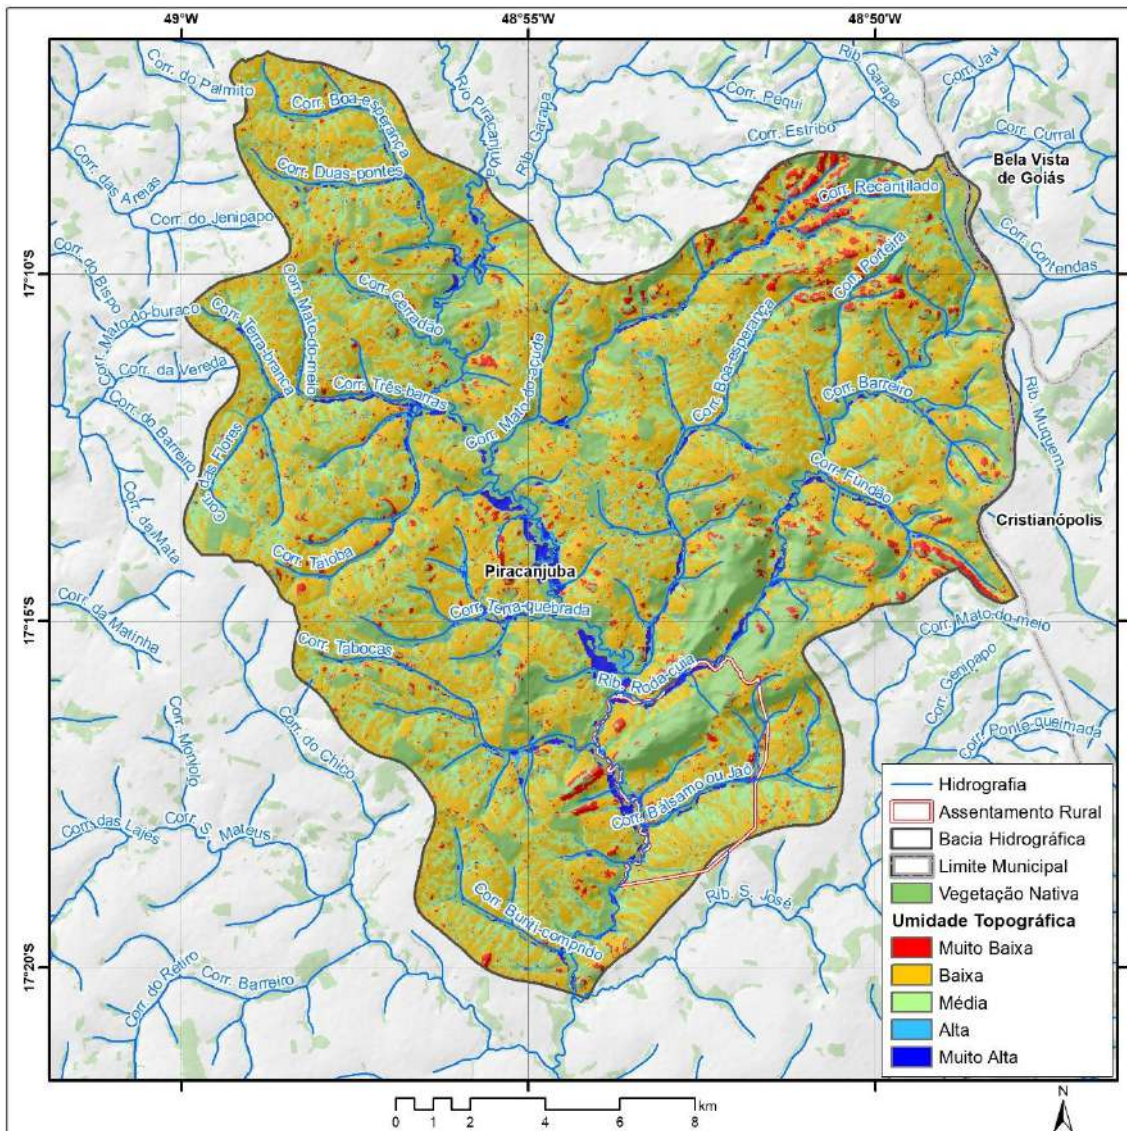 49°W
48°55'W
48°50'W
17°10'S
17°15'S
17°20'S
Corr. do Palmito
Corr. Boa-esperança
Rio Piracanjuba
Rib. Garapa
Corr. Pequi
Corr. Estribo
Rib. Garapa
Corr. Javi
Corr. Curral
Bela Vista
de Goiás
Corr. das Areias
Corr. Duas-pontes
Corr. Recantilado
Corr. do Jenipapo
Corr. Contendas
Corr. do Bispo
Corr. Porteira
Corr. Mato-do-buraco
Corr. Terra-branca
Corr. Mato-do-meio
Corr. Cerradão
Corr. Mato-do-açude
Corr. Boa-esperança
Corr. da Vereda
Corr. Três-barras
Corr. Barreiro
Rib. Muquem
Corr. do Barreiro
Corr. das Flores
Corr. Fundão
Corr. da Mata
Cristianópolis
Corr. Taioba
Piracanjuba
Corr. da Matinha
Corr. Terra-quebrada
Corr. Mato-do-meio
Corr. Tabocas
Rib. Roda-cuia
Corr. Genipapo
Corr. Monjolo
Corr. do Chico
Corr. Ponte-queimada
Corr. das Lajes
Corr. S. Mateus
Corr. Bálsamo ou Jaó
Rib. S. José
Corr. Buriti-comprido
Corr. do Retiro
Corr. Barreiro
Hidrografia
Assentamento Rural
Bacia Hidrográfica
Limite Municipal
Vegetação Nativa
Umidade Topográfica
Muito Baixa
Baixa
Média
Alta
Muito Alta
km
0 1 2 4 6 8
N